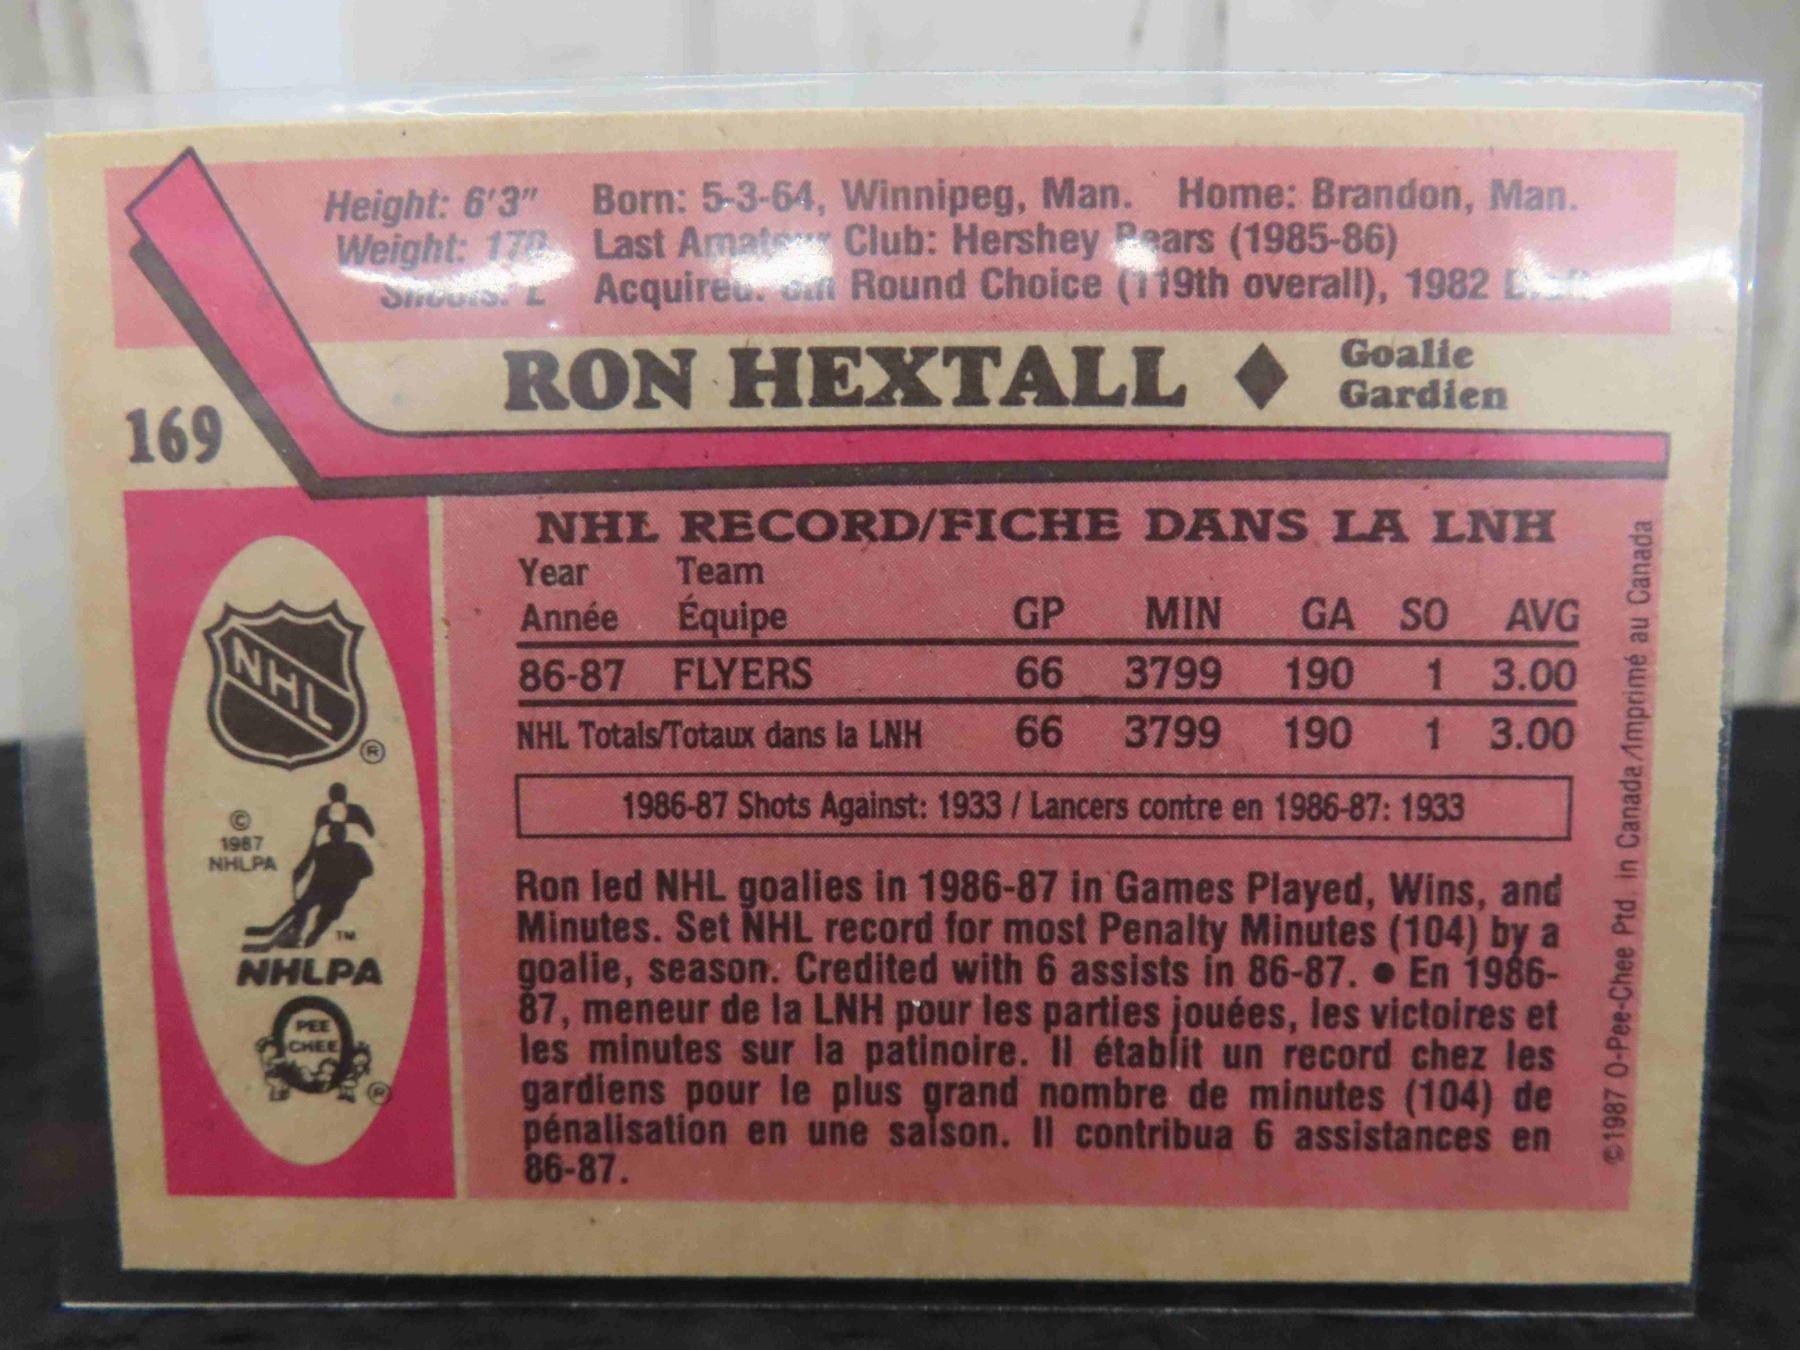 Height: 6'3" Born: 5-3-64, Winnipeg, Man. Home: Brandon, Man.
Weight: 170 Last Amateur Club: Hershey Bears (1985-86)
Shoots: L Acquired: 6th Round Choice (119th overall), 1982 Draft
RON HEXTALL ♦ Goalie
Gardien
169
NHL RECORD/FICHE DANS LA LNH
Year Team
Année Équipe GP MIN GA SO AVG
86-87 FLYERS 66 3799 190 1 3.00
NHL Totals/Totaux dans la LNH 66 3799 190 1 3.00
1986-87 Shots Against: 1933 / Lancers contre en 1986-87: 1933
Ron led NHL goalies in 1986-87 in Games Played, Wins, and
Minutes. Set NHL record for most Penalty Minutes (104) by a
goalie, season. Credited with 6 assists in 86-87. ● En 1986-
87, meneur de la LNH pour les parties jouées, les victoires et
les minutes sur la patinoire. Il établit un record chez les
gardiens pour le plus grand nombre de minutes (104) de
pénalisation en une saison. Il contribua 6 assistances en
86-87.
NHL ®
©
1987
NHLPA
TM
NHLPA
PEE
CHEE
®
©1987 O-Pee-Chee Ptd. in Canada/Imprimé au Canada